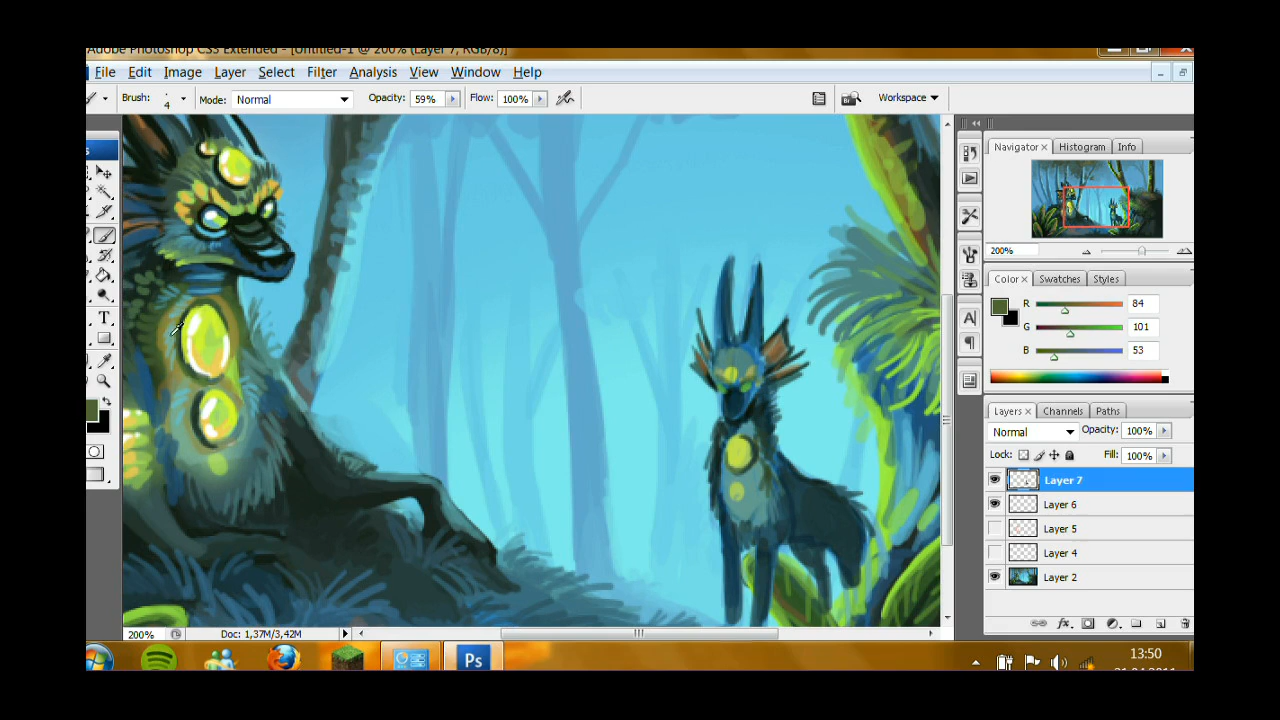 Adobe Photoshop CS3 Extended - [Untitled-1 @ 200% (Layer 7, RGB/8)]
File Edit Image Layer Select Filter Analysis View Window Help
Brush: 4 Mode: Normal Opacity: 59% Flow: 100% Workspace
Navigator × Histogram Info
200%
Color × Swatches Styles
R 84
G 101
B 53
Layers × Channels Paths
Normal Opacity: 100%
Lock: Fill: 100%
Layer 7
Layer 6
Layer 5
Layer 4
Layer 2
200% Doc: 1,37M/3,42M
Ps 13:50